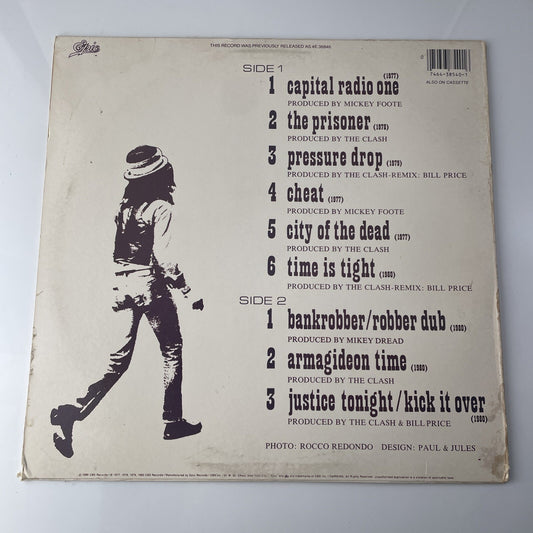 Epic
THIS RECORD WAS PREVIOUSLY RELEASED AS 4E 36846
7464-38540-1
ALSO ON CASSETTE
SIDE 1
1 capital radio one (1977)
PRODUCED BY MICKEY FOOTE
2 the prisoner (1978)
PRODUCED BY THE CLASH
3 pressure drop (1979)
PRODUCED BY THE CLASH-REMIX: BILL PRICE
4 cheat (1977)
PRODUCED BY MICKEY FOOTE
5 city of the dead (1977)
PRODUCED BY THE CLASH
6 time is tight (1980)
PRODUCED BY THE CLASH-REMIX: BILL PRICE
SIDE 2
1 bankrobber/robber dub (1980)
PRODUCED BY MIKEY DREAD
2 armagideon time (1980)
PRODUCED BY THE CLASH
3 justice tonight/kick it over (1980)
PRODUCED BY THE CLASH & BILL PRICE
PHOTO: ROCCO REDONDO DESIGN: PAUL & JULES